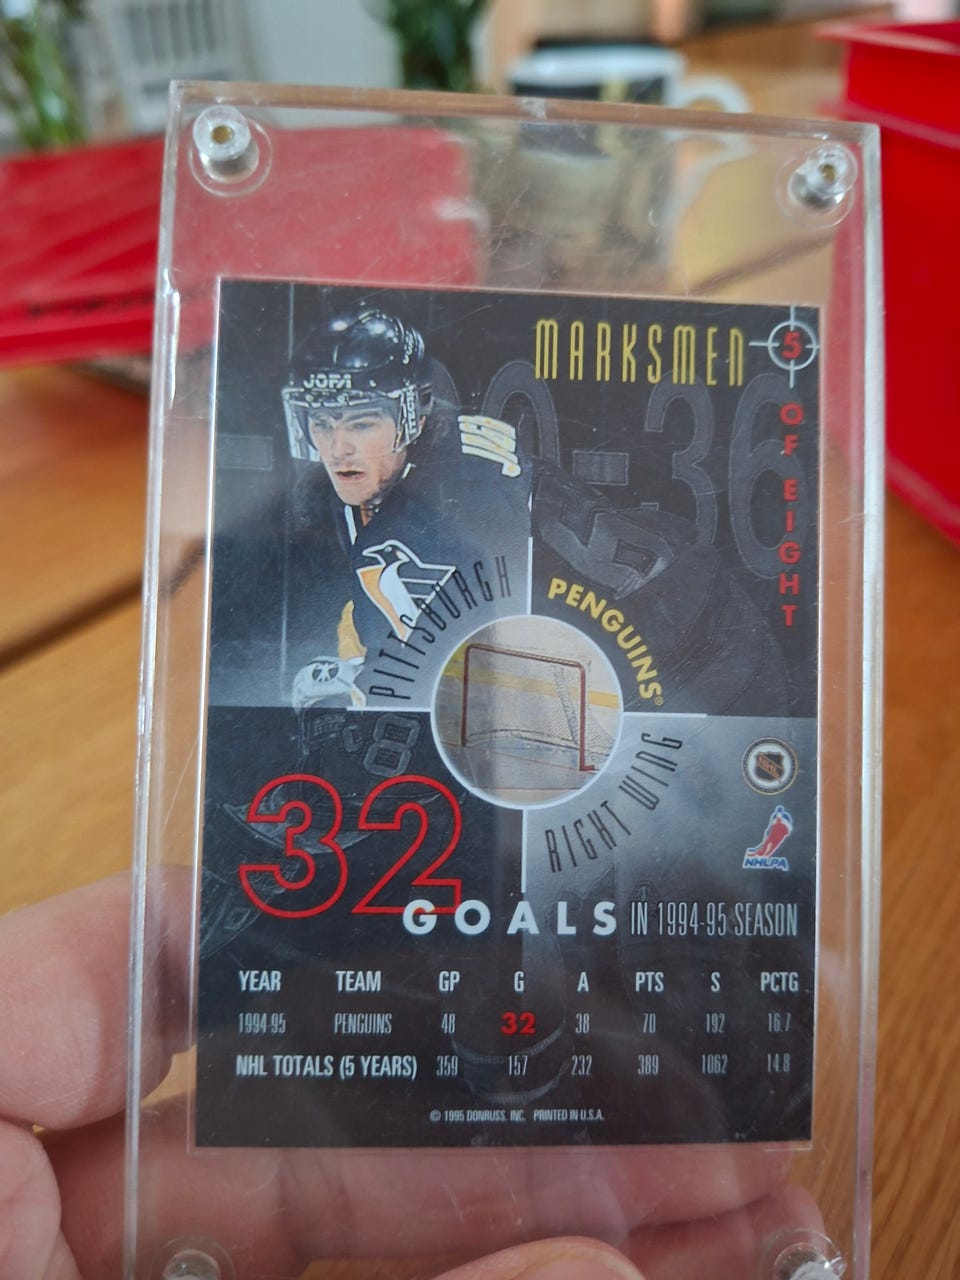 MARKSMEN
5
OF EIGHT
JOFA
PITTSBURGH
PENGUINS®
RIGHT WING
NHL
NHLPA
32
GOALS IN 1994-95 SEASON
YEAR TEAM GP G A PTS S PCTG
1994-95 PENGUINS 48 32 38 70 192 16.7
NHL TOTALS (5 YEARS) 359 157 232 389 1062 14.8
© 1995 DONRUSS, INC. PRINTED IN U.S.A.